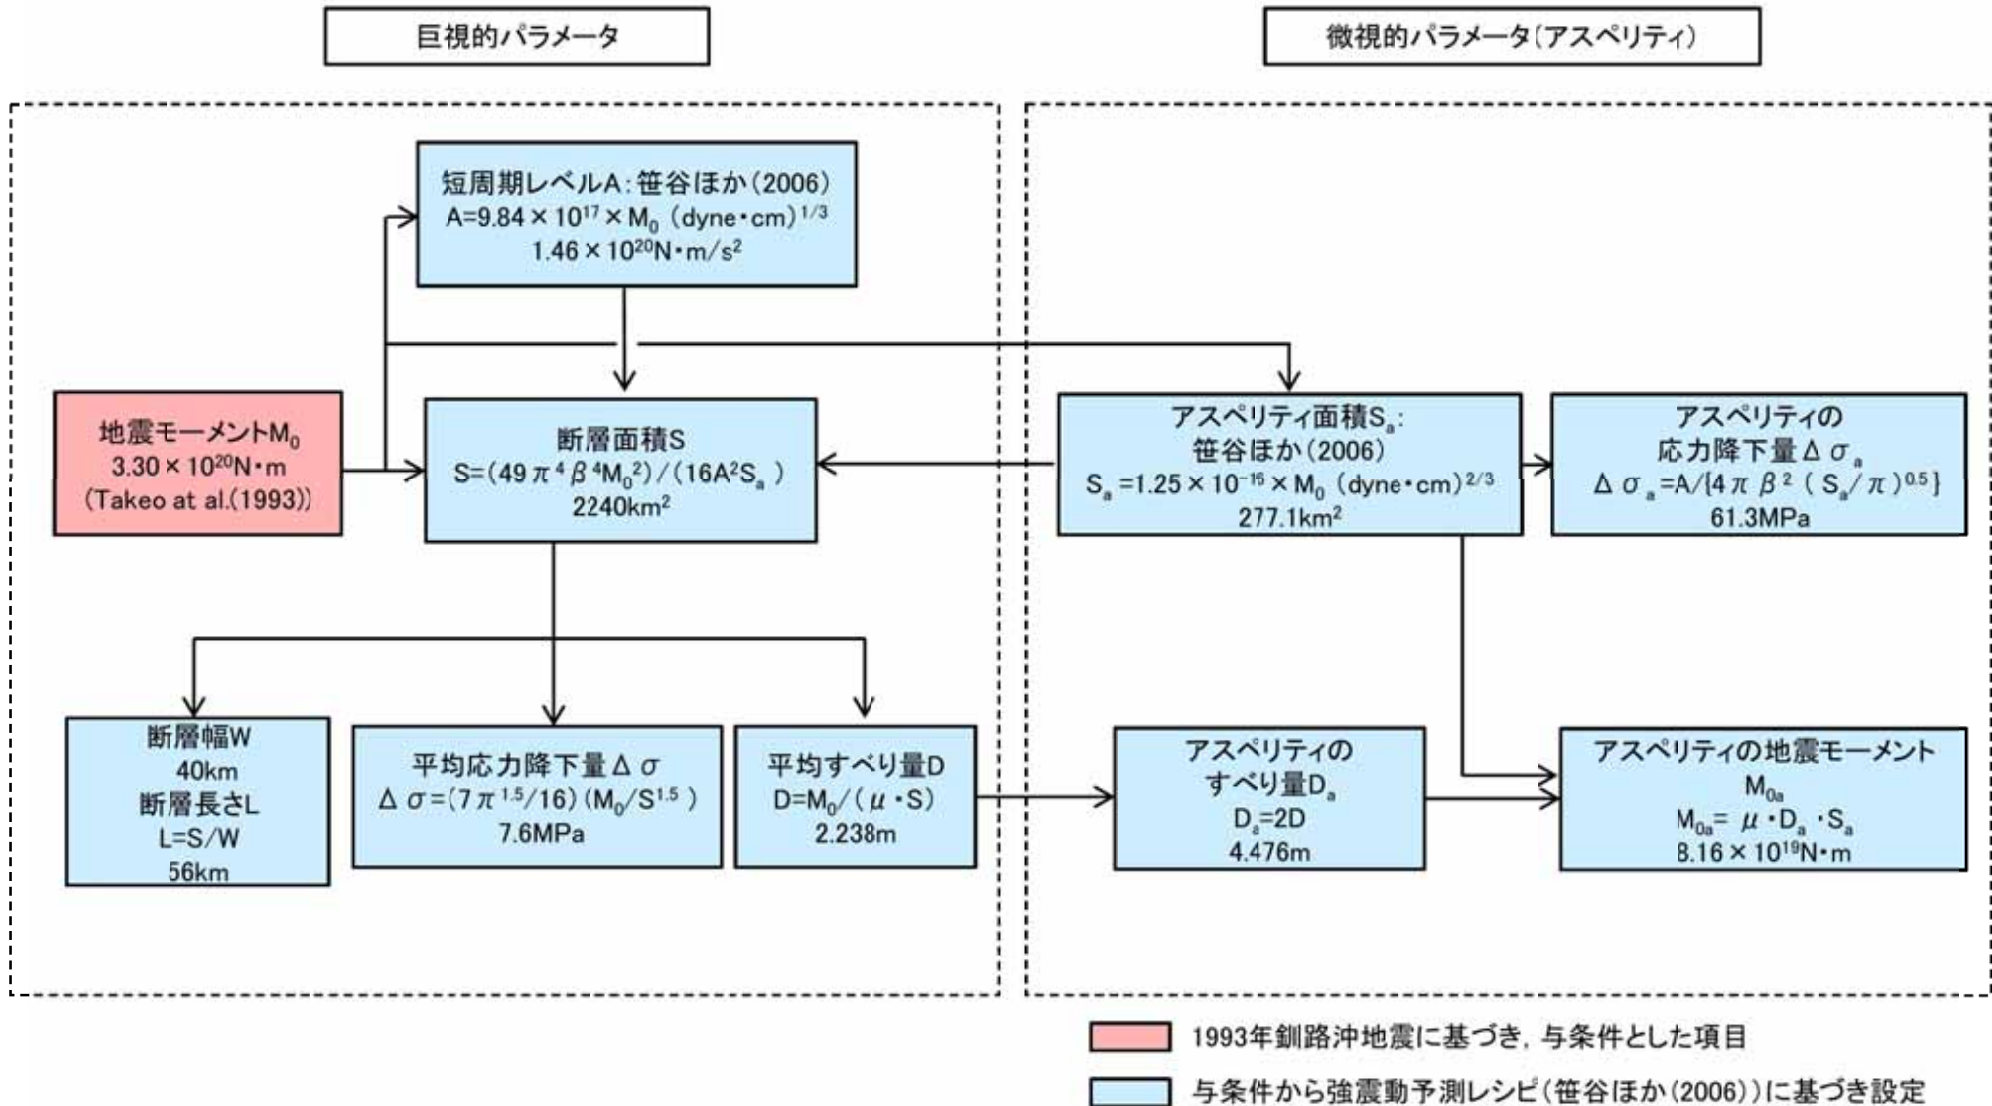 巨視的パラメータ
微視的パラメータ(アスペリティ)
短周期レベルA:笹谷ほか(2006)
A=9.84×10¹⁷×M₀ (dyne・cm)¹ᐟ³
1.46×10²⁰N・m/s²
地震モーメントM₀
3.30×10²⁰N・m
(Takeo at al.(1993))
断層面積S
S=(49π⁴β⁴M₀²)/(16A²Sₐ)
2240km²
アスペリティ面積Sₐ:
笹谷ほか(2006)
Sₐ=1.25×10⁻¹⁶×M₀ (dyne・cm)²ᐟ³
277.1km²
アスペリティの
応力降下量Δσₐ
Δσₐ=A/{4πβ²(Sₐ/π)⁰·⁵}
61.3MPa
断層幅W
40km
断層長さL
L=S/W
56km
平均応力降下量Δσ
Δσ=(7π¹·⁵/16)(M₀/S¹·⁵)
7.6MPa
平均すべり量D
D=M₀/(μ・S)
2.238m
アスペリティの
すべり量Dₐ
Dₐ=2D
4.476m
アスペリティの地震モーメント
M₀ₐ
M₀ₐ= μ・Dₐ・Sₐ
8.16×10¹⁹N・m
1993年釧路沖地震に基づき,与条件とした項目
与条件から強震動予測レシピ(笹谷ほか(2006))に基づき設定